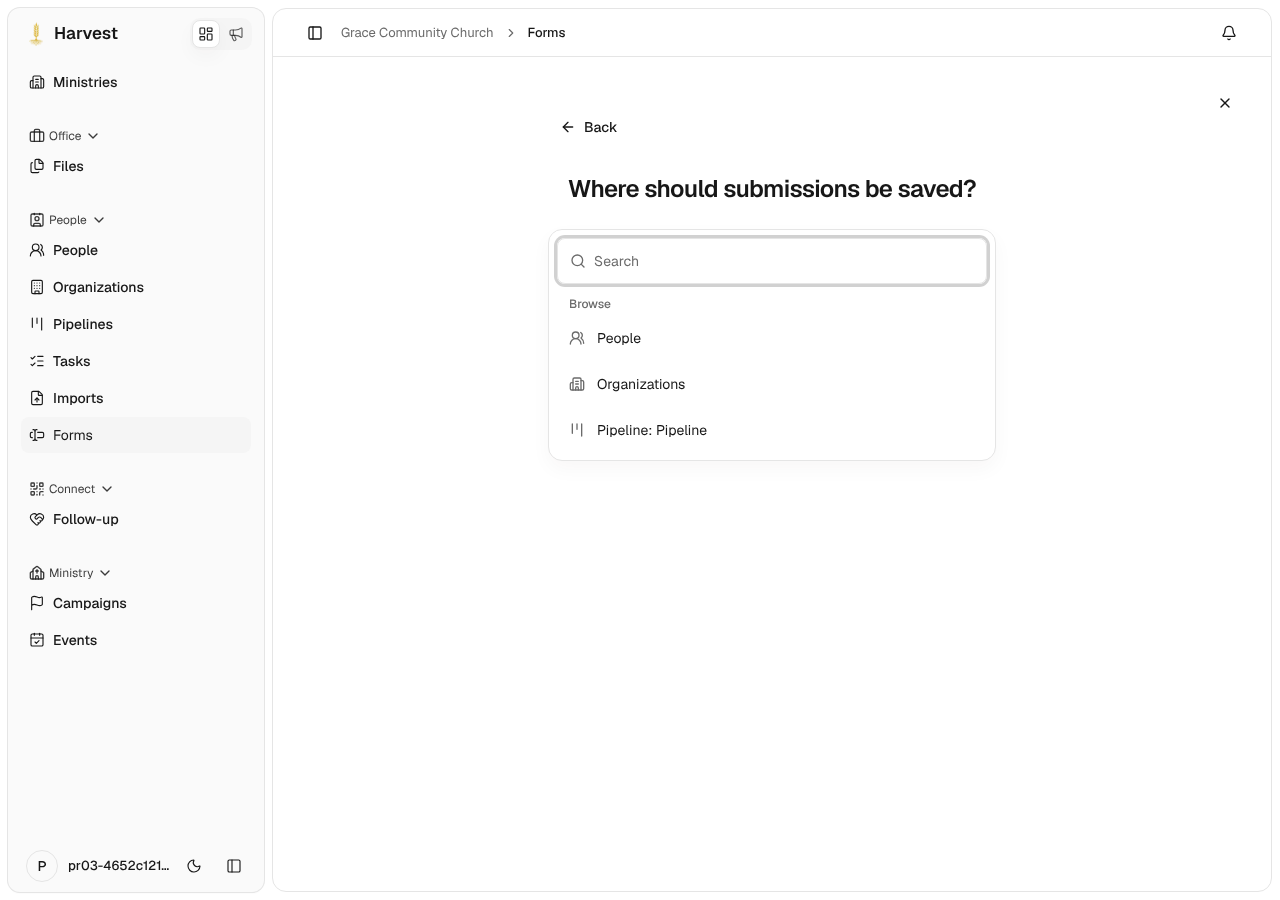 Harvest
Ministries
Office
Files
People
People
Organizations
Pipelines
Tasks
Imports
Forms
Connect
Follow-up
Ministry
Campaigns
Events
P
pr03-4652c121...
Grace Community Church
Forms
Back
Where should submissions be saved?
Search
Browse
People
Organizations
Pipeline: Pipeline